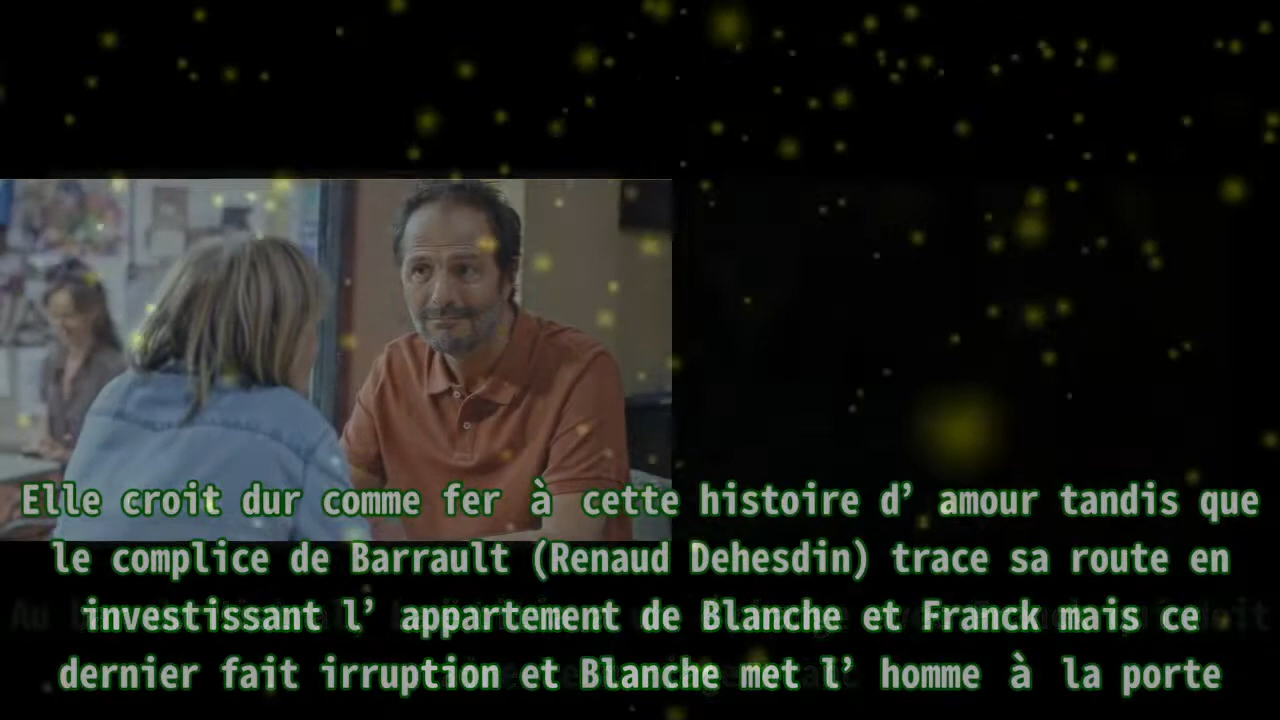 Elle croit dur comme fer à cette histoire d’ amour tandis que
le complice de Barrault (Renaud Dehesdin) trace sa route en
investissant l’ appartement de Blanche et Franck mais ce
dernier fait irruption et Blanche met l’ homme à la porte